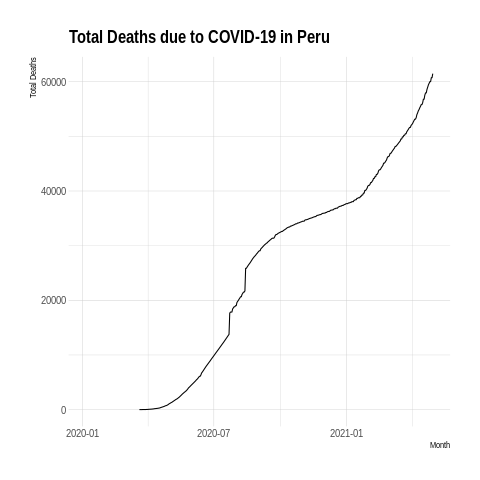 Total Deaths due to COVID-19 in Peru
Total Deaths
60000
40000
20000
0
2020-01 2020-07 2021-01
Month